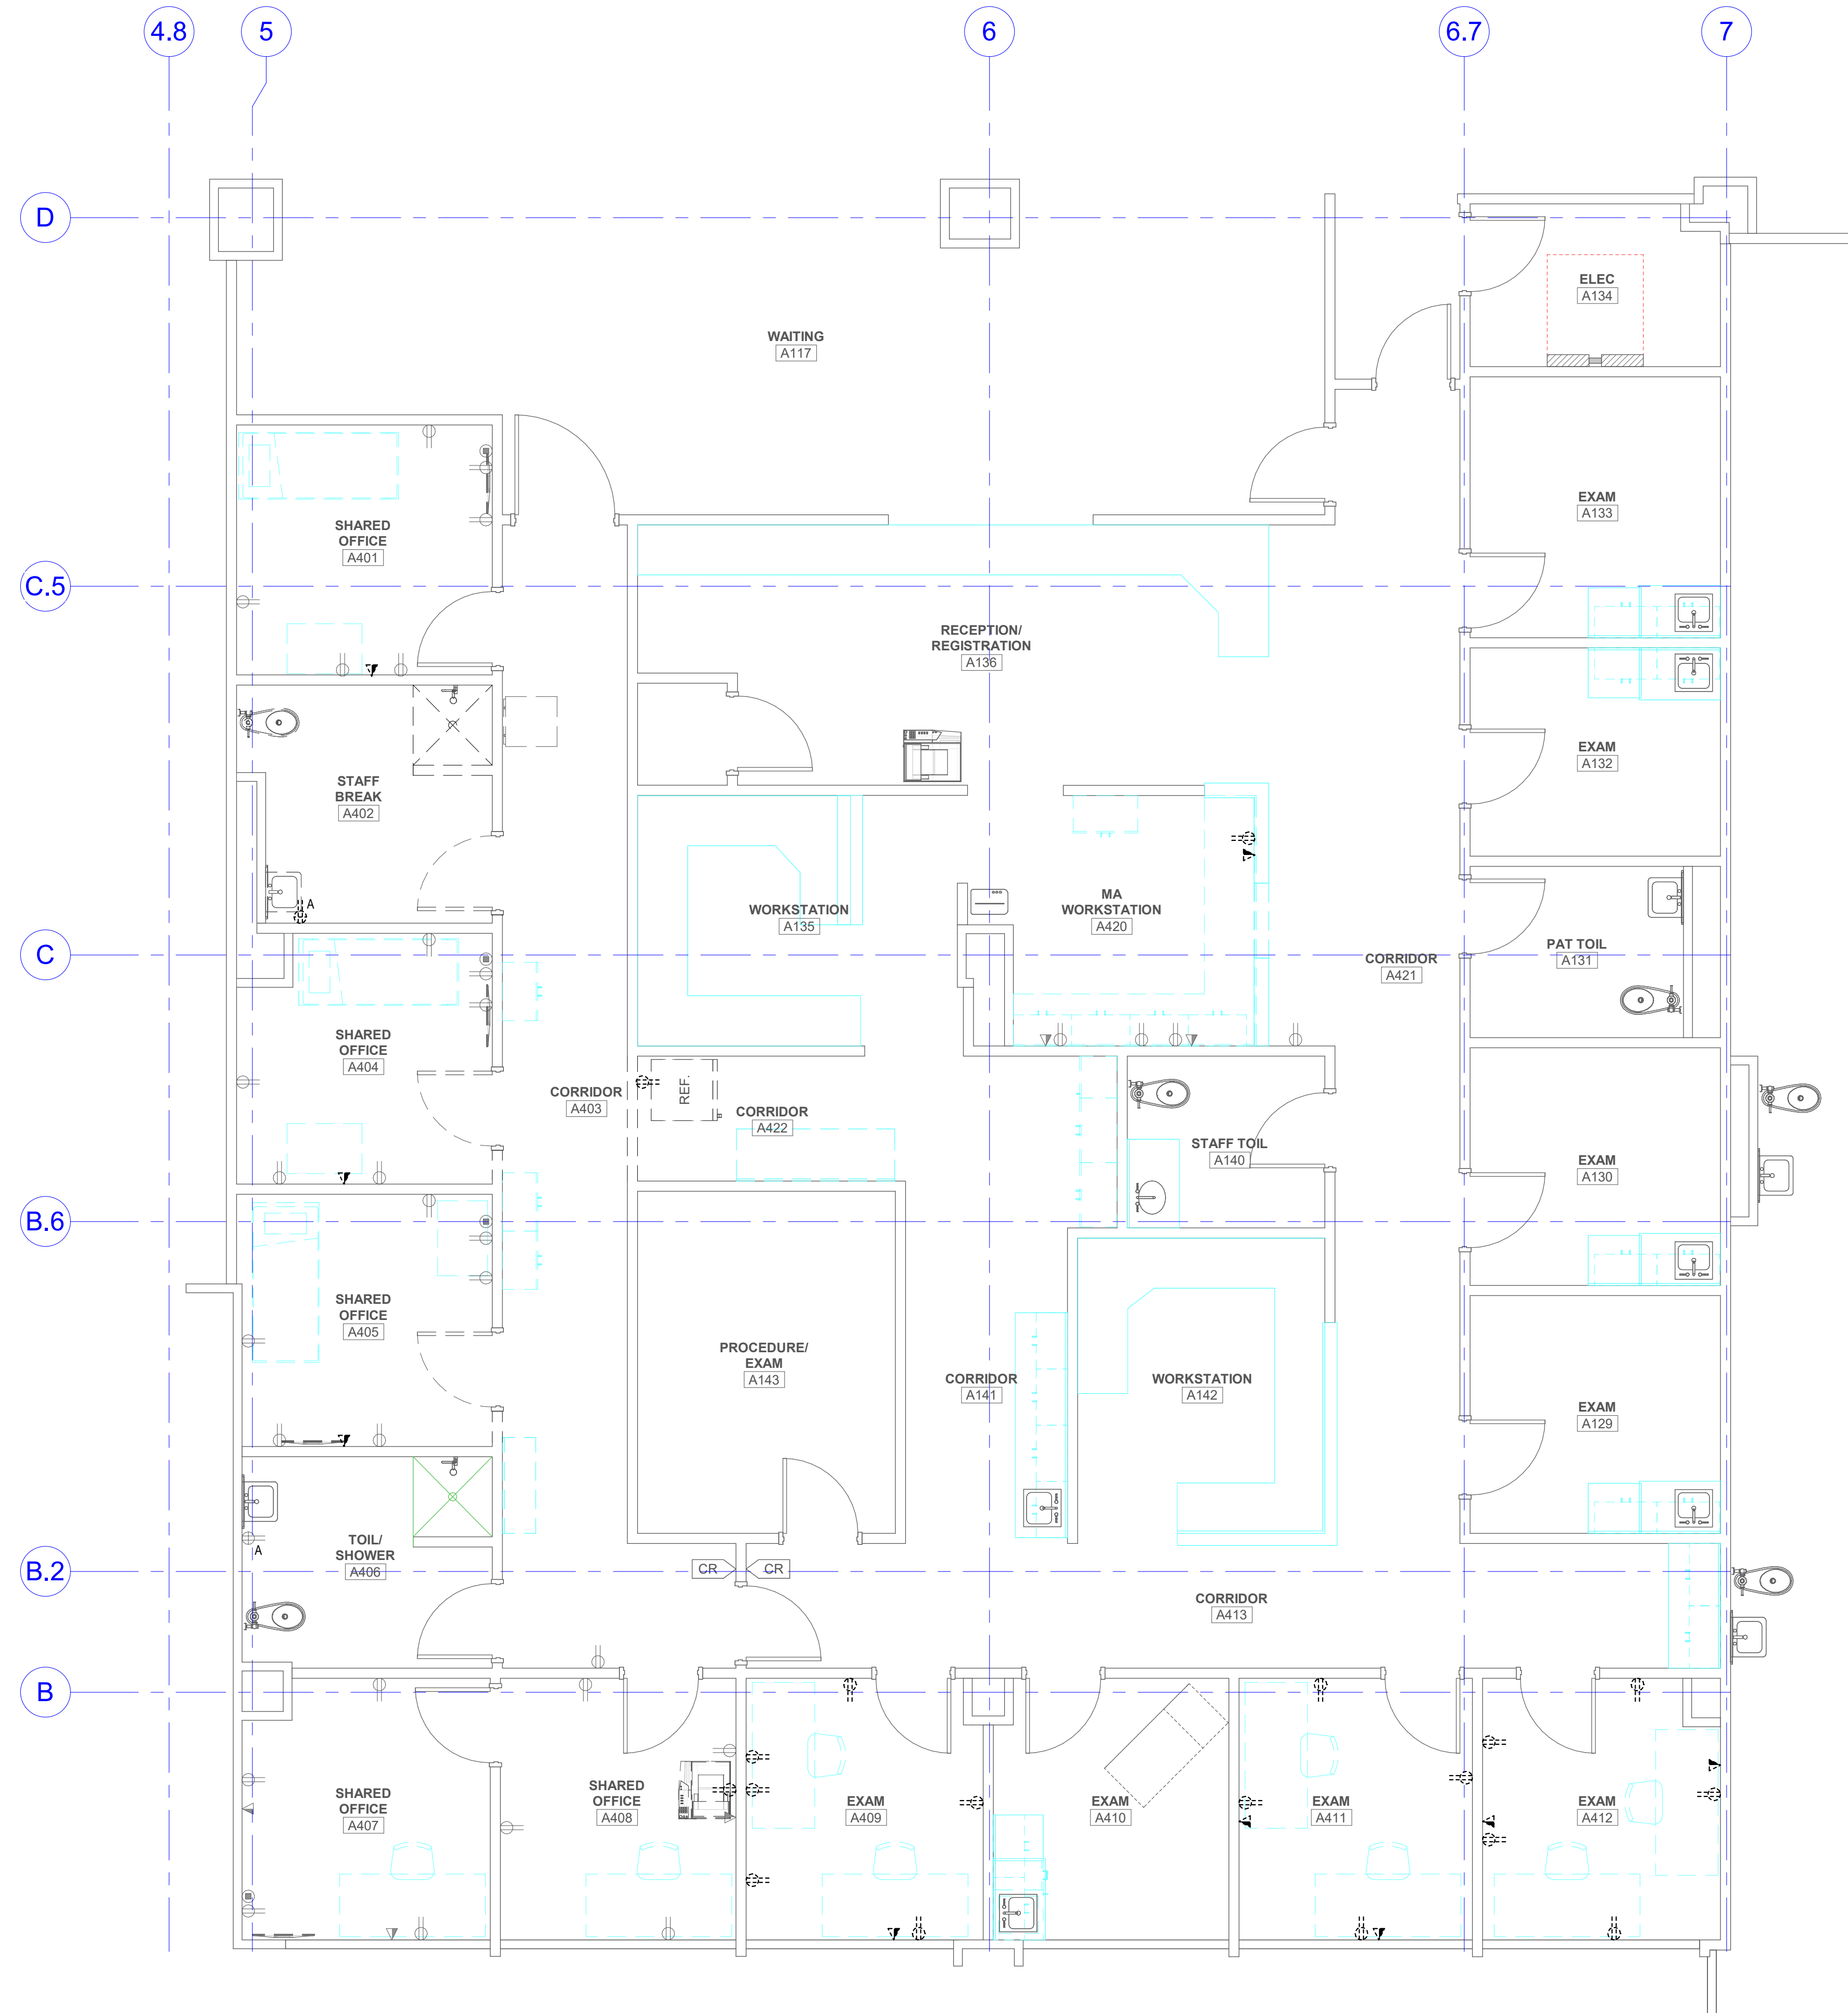 4.8
5
6
6.7
7
D
ELEC
A134
WAITING
A117
EXAM
A133
SHARED
OFFICE
A401
C.5
RECEPTION/
REGISTRATION
A136
EXAM
A132
STAFF
BREAK
A402
A
WORKSTATION
A135
MA
WORKSTATION
A420
C
PAT TOIL
A131
CORRIDOR
A421
SHARED
OFFICE
A404
CORRIDOR
A403
REF.
CORRIDOR
A422
STAFF TOIL
A140
EXAM
A130
B.6
SHARED
OFFICE
A405
PROCEDURE/
EXAM
A143
CORRIDOR
A141
WORKSTATION
A142
EXAM
A129
TOIL/
SHOWER
A406
A
B.2
CR
CR
CORRIDOR
A413
B
SHARED
OFFICE
A407
SHARED
OFFICE
A408
EXAM
A409
EXAM
A410
EXAM
A411
EXAM
A412